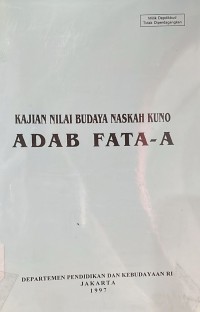 Milik Depdikbud
Tidak Diperdagangkan
KAJIAN NILAI BUDAYA NASKAH KUNO
ADAB FATA-A
DEPARTEMEN PENDIDIKAN DAN KEBUDAYAAN RI
JAKARTA
1997